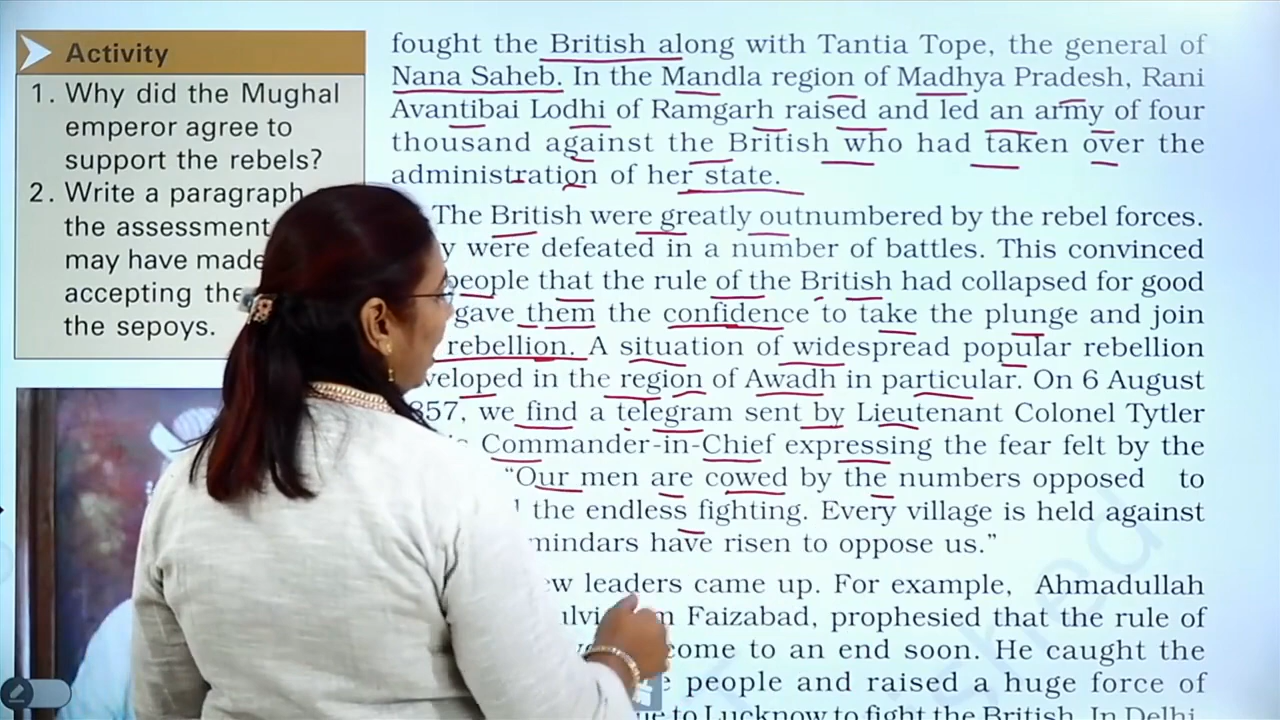 Activity
1. Why did the Mughal
emperor agree to
support the rebels?
2. Write a paragraph
the assessment
may have made
accepting the
the sepoys.
fought the British along with Tantia Tope, the general of
Nana Saheb. In the Mandla region of Madhya Pradesh, Rani
Avantibai Lodhi of Ramgarh raised and led an army of four
thousand against the British who had taken over the
administration of her state.
The British were greatly outnumbered by the rebel forces.
were defeated in a number of battles. This convinced
people that the rule of the British had collapsed for good
gave them the confidence to take the plunge and join
rebellion. A situation of widespread popular rebellion
in the region of Awadh in particular. On 6 August
857, we find a telegram sent by Lieutenant Colonel Tytler
Commander-in-Chief expressing the fear felt by the
“Our men are cowed by the numbers opposed to
the endless fighting. Every village is held against
have risen to oppose us.”
leaders came up. For example, Ahmadullah
Faizabad, prophesied that the rule of
come to an end soon. He caught the
people and raised a huge force of
to Lucknow to fight the British. In Delhi,